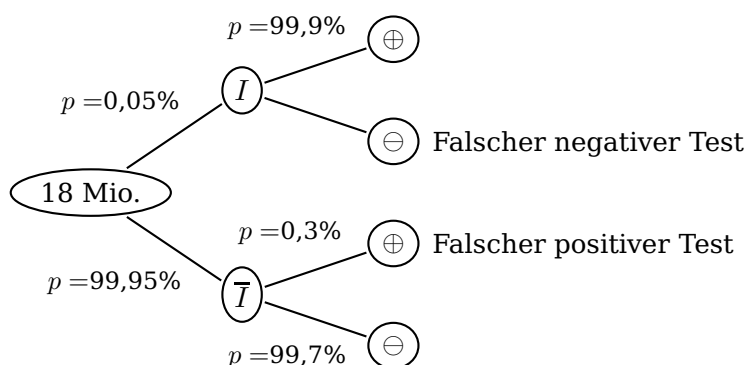 p =99,9%
⊕
p =0,05%
I
⊖ Falscher negativer Test
18 Mio.
p =0,3%
⊕ Falscher positiver Test
p =99,95%
I̅
p =99,7%
⊖